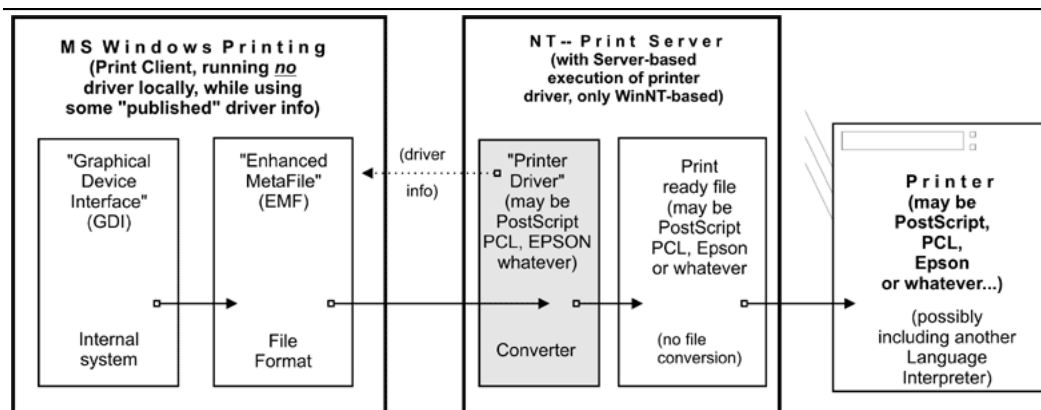 MS Windows Printing
(Print Client, running no
driver locally, while using
some "published" driver info)
"Graphical
Device
Interface"
(GDI)
Internal
system
"Enhanced
MetaFile"
(EMF)
File
Format
(driver
info)
NT-- Print Server
(with Server-based
execution of printer
driver, only WinNT-based)
"Printer
Driver"
(may be
PostScript
PCL, EPSON
whatever)
Converter
Print
ready file
(may be
PostScript
PCL, Epson
or whatever
(no file
conversion)
Printer
(may be
PostScript,
PCL,
Epson
or whatever...)
(possibly
including another
Language
Interpreter)